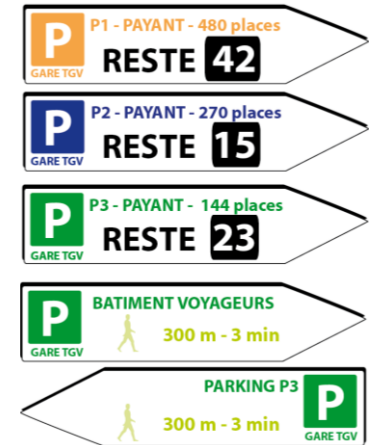 P
GARE TGV
P1 - PAYANT - 480 places
RESTE 42
P
GARE TGV
P2 - PAYANT - 270 places
RESTE 15
P
GARE TGV
P3 - PAYANT - 144 places
RESTE 23
P
GARE TGV
BATIMENT VOYAGEURS
300 m - 3 min
PARKING P3
300 m - 3 min
P
GARE TGV